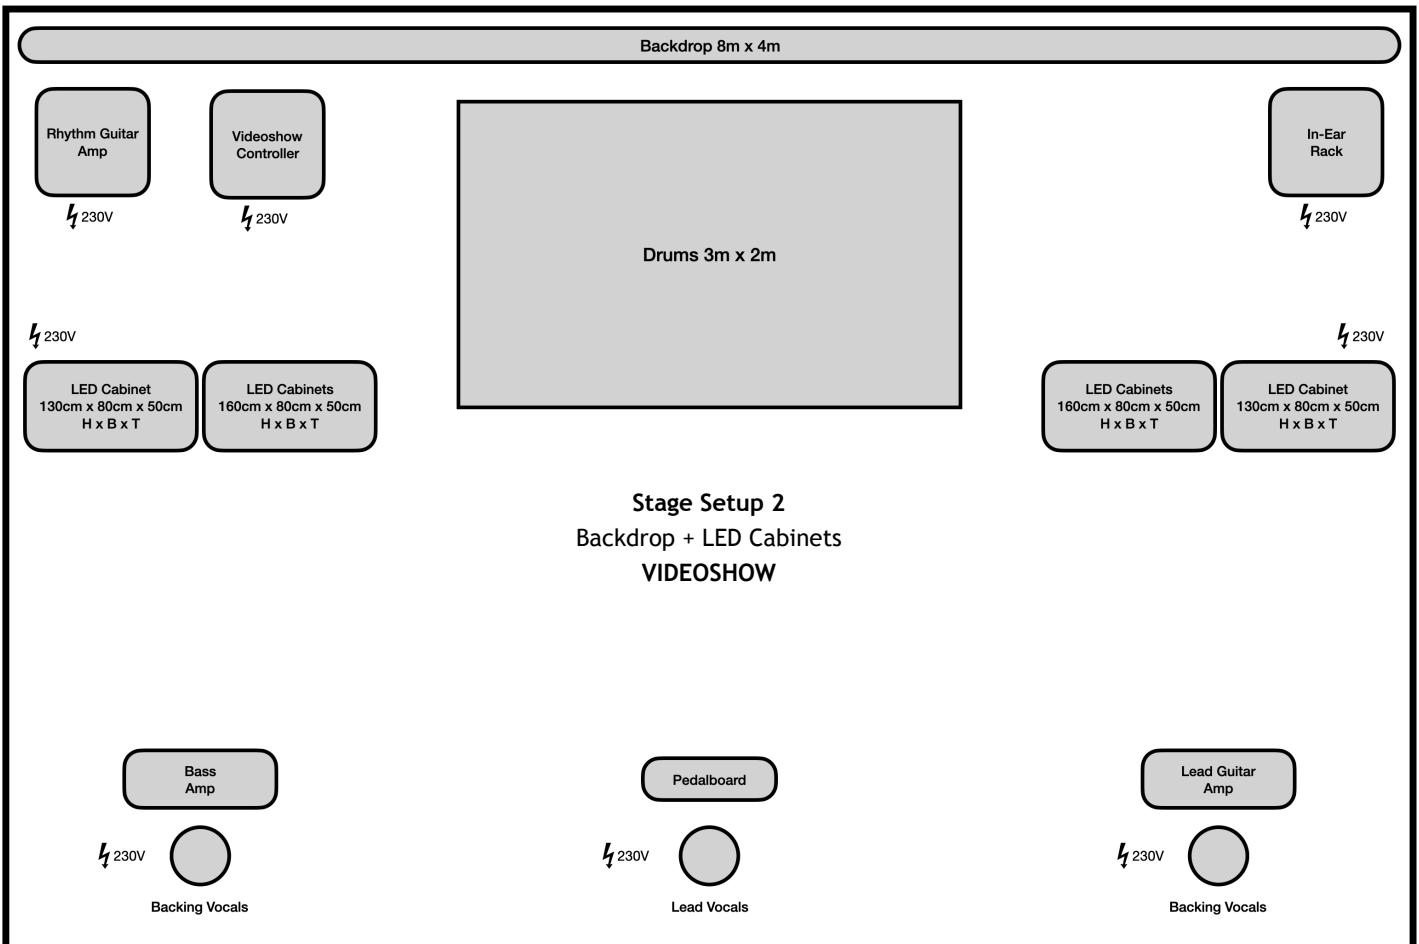 Backdrop 8m x 4m
Rhythm Guitar
Amp
230V
Videoshow
Controller
230V
Drums 3m x 2m
In-Ear
Rack
230V
230V
LED Cabinet
130cm x 80cm x 50cm
H x B x T
LED Cabinets
160cm x 80cm x 50cm
H x B x T
230V
LED Cabinets
160cm x 80cm x 50cm
H x B x T
LED Cabinet
130cm x 80cm x 50cm
H x B x T
Stage Setup 2
Backdrop + LED Cabinets
VIDEOSHOW
Bass
Amp
230V
Backing Vocals
Pedalboard
230V
Lead Vocals
Lead Guitar
Amp
230V
Backing Vocals